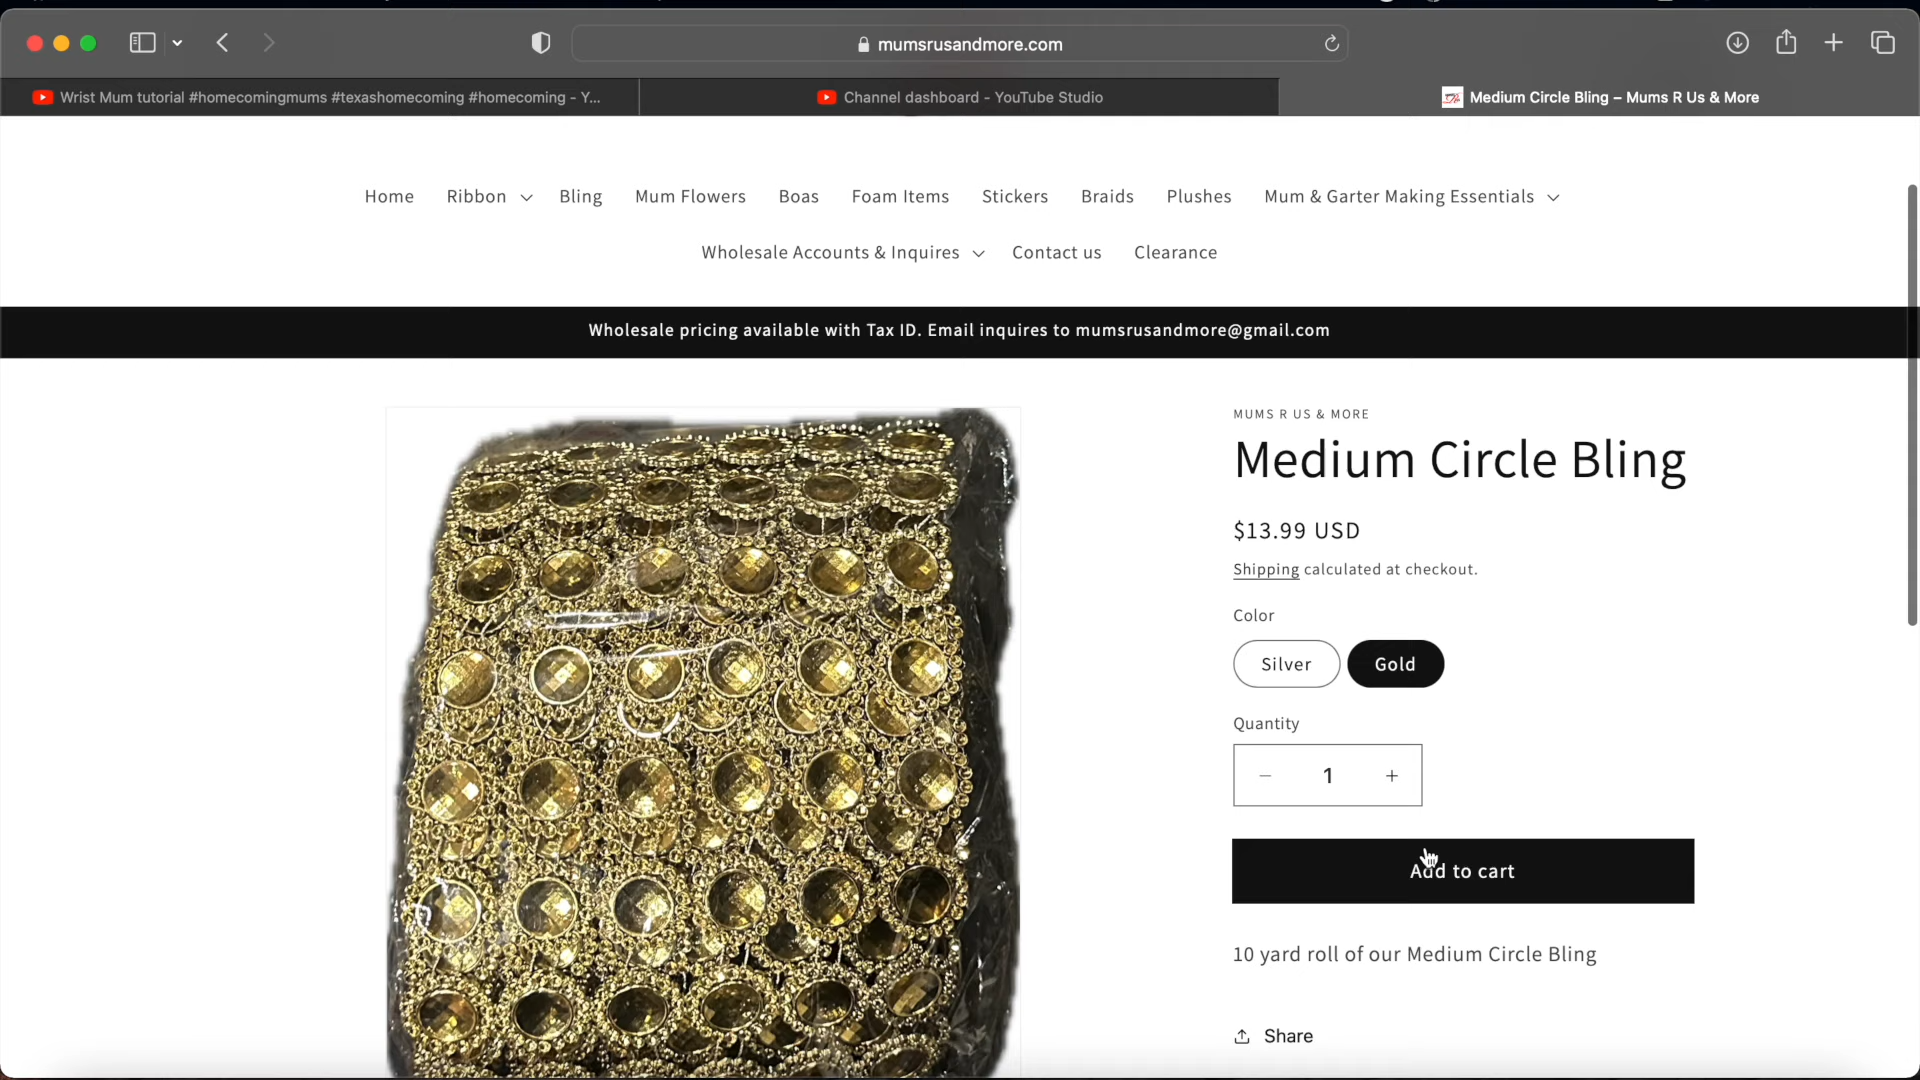 mumsrusandmore.com
Wrist Mum tutorial #homecomingmums #texashomecoming #homecoming - Y...
Channel dashboard - YouTube Studio
Medium Circle Bling – Mums R Us & More
Home Ribbon Bling Mum Flowers Boas Foam Items Stickers Braids Plushes Mum & Garter Making Essentials
Wholesale Accounts & Inquires Contact us Clearance
Wholesale pricing available with Tax ID. Email inquires to mumsrusandmore@gmail.com
MUMS R US & MORE
Medium Circle Bling
$13.99 USD
Shipping calculated at checkout.
Color
Silver Gold
Quantity
1
Add to cart
10 yard roll of our Medium Circle Bling
Share